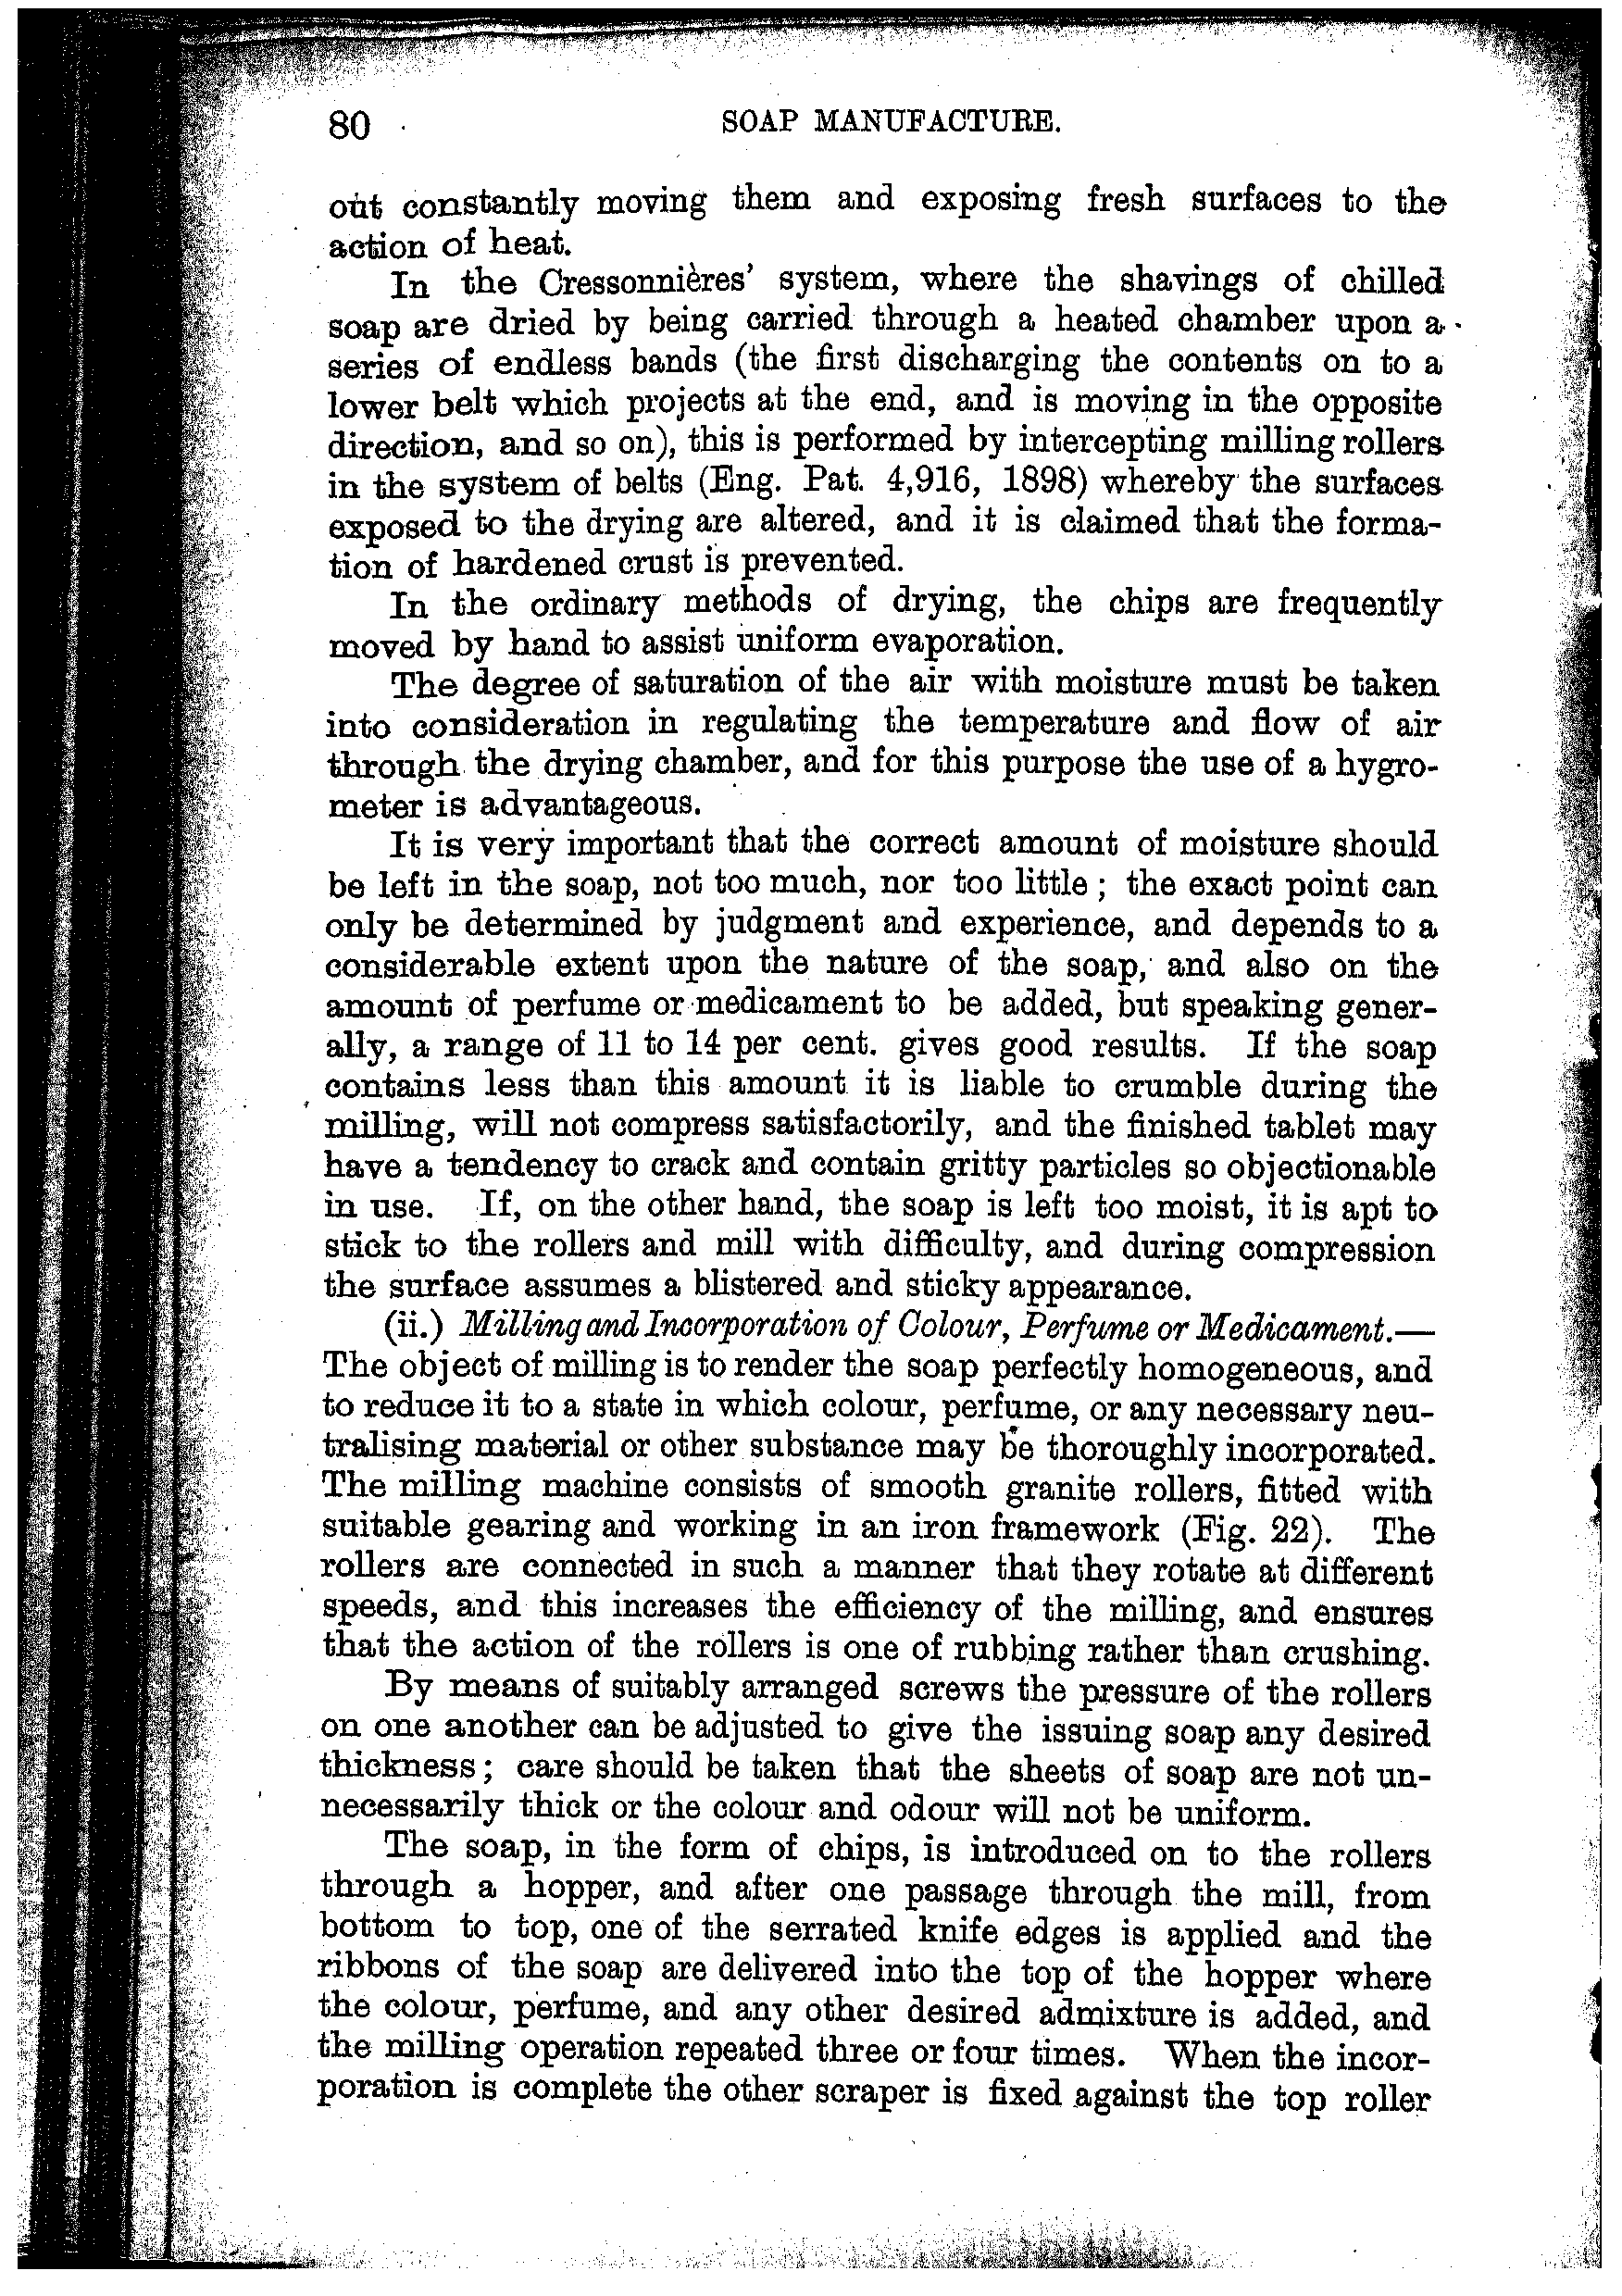 80 SOAP MANUFACTURE.
out constantly moving them and exposing fresh surfaces to the
action of heat.
In the Cressonnières' system, where the shavings of chilled
soap are dried by being carried through a heated chamber upon a
series of endless bands (the first discharging the contents on to a
lower belt which projects at the end, and is moving in the opposite
direction, and so on), this is performed by intercepting milling rollers
in the system of belts (Eng. Pat. 4,916, 1898) whereby the surfaces
exposed to the drying are altered, and it is claimed that the forma-
tion of hardened crust is prevented.
In the ordinary methods of drying, the chips are frequently
moved by hand to assist uniform evaporation.
The degree of saturation of the air with moisture must be taken
into consideration in regulating the temperature and flow of air
through the drying chamber, and for this purpose the use of a hygro-
meter is advantageous.
It is very important that the correct amount of moisture should
be left in the soap, not too much, nor too little; the exact point can
only be determined by judgment and experience, and depends to a
considerable extent upon the nature of the soap, and also on the
amount of perfume or medicament to be added, but speaking gener-
ally, a range of 11 to 14 per cent. gives good results. If the soap
contains less than this amount it is liable to crumble during the
milling, will not compress satisfactorily, and the finished tablet may
have a tendency to crack and contain gritty particles so objectionable
in use. If, on the other hand, the soap is left too moist, it is apt to
stick to the rollers and mill with difficulty, and during compression
the surface assumes a blistered and sticky appearance.
(ii.) Milling and Incorporation of Colour, Perfume or Medicament.—
The object of milling is to render the soap perfectly homogeneous, and
to reduce it to a state in which colour, perfume, or any necessary neu-
tralising material or other substance may be thoroughly incorporated.
The milling machine consists of smooth granite rollers, fitted with
suitable gearing and working in an iron framework (Fig. 22). The
rollers are connected in such a manner that they rotate at different
speeds, and this increases the efficiency of the milling, and ensures
that the action of the rollers is one of rubbing rather than crushing.
By means of suitably arranged screws the pressure of the rollers
on one another can be adjusted to give the issuing soap any desired
thickness; care should be taken that the sheets of soap are not un-
necessarily thick or the colour and odour will not be uniform.
The soap, in the form of chips, is introduced on to the rollers
through a hopper, and after one passage through the mill, from
bottom to top, one of the serrated knife edges is applied and the
ribbons of the soap are delivered into the top of the hopper where
the colour, perfume, and any other desired admixture is added, and
the milling operation repeated three or four times. When the incor-
poration is complete the other scraper is fixed against the top roller